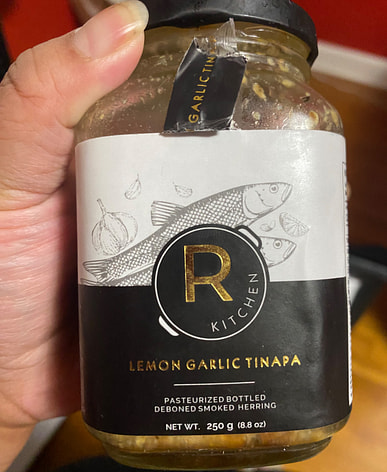 GARLIC TIN
R
KITCHEN
LEMON GARLIC TINAPA
PASTEURIZED BOTTLED
DEBONED SMOKED HERRING
NET WT. 250 g (8.8 oz)